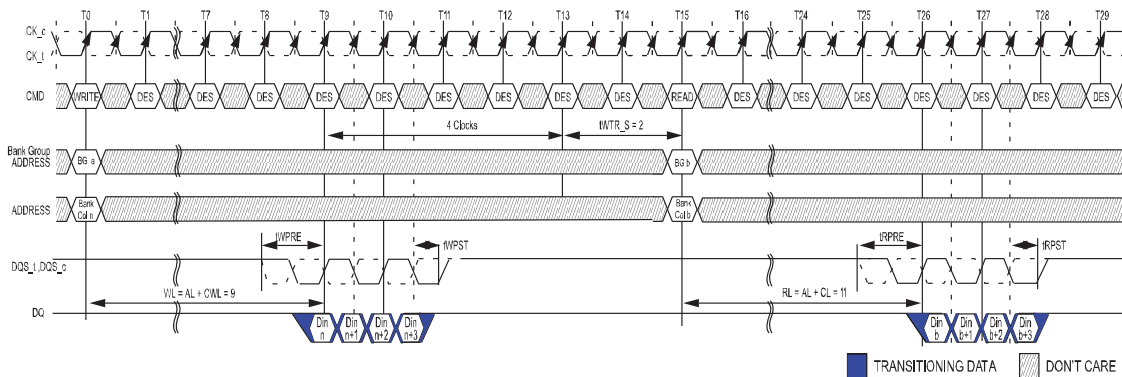 T0 T1 T7 T8 T9 T10 T11 T12 T13 T14 T15 T16 T24 T25 T26 T27 T28 T29
CK_c
CK_t
CMD WRITE DES DES DES DES DES DES DES DES DES READ DES DES DES DES DES DES DES
4 Clocks tWTR_S = 2
Bank Group
ADDRESS BG a BG b
ADDRESS Bank Col n Bank Col b
tWPRE tWPST tRPRE tRPST
DQS_t ,DQS_c
WL = AL + CWL = 9 RL = AL + CL = 11
DQ Din n Din n+1 Din n+2 Din n+3 Din b Din b+1 Din b+2 Din b+3
TRANSITIONING DATA DON'T CARE